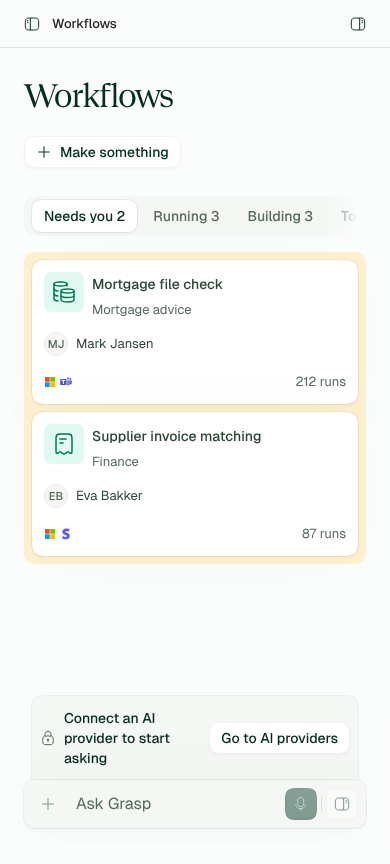 Workflows
Workflows
Make something
Needs you 2
Running 3
Building 3
To
Mortgage file check
Mortgage advice
MJ
Mark Jansen
212 runs
Supplier invoice matching
Finance
EB
Eva Bakker
S
87 runs
Connect an AI
provider to start
asking
Go to AI providers
Ask Grasp